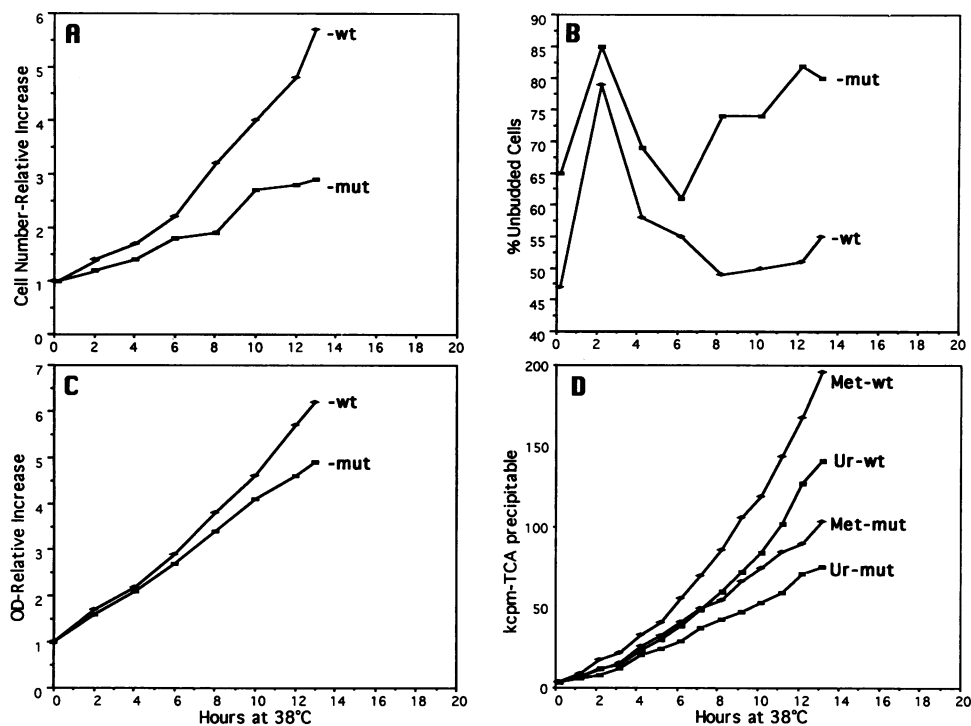 A
Cell Number-Relative Increase
6
5
4
3
2
1
0
-wt
-mut
0 2 4 6 8 10 12 14 16 18 20
B
% Unbudded Cells
90
85
80
75
70
65
60
55
50
45
40
-mut
-wt
0 2 4 6 8 10 12 14 16 18 20
C
OD-Relative Increase
7
6
5
4
3
2
1
0
-wt
-mut
0 2 4 6 8 10 12 14 16 18 20
Hours at 38°C
D
kcpm-TCA precipitable
200
150
100
50
0
Met-wt
Ur-wt
Met-mut
Ur-mut
0 2 4 6 8 10 12 14 16 18 20
Hours at 38°C